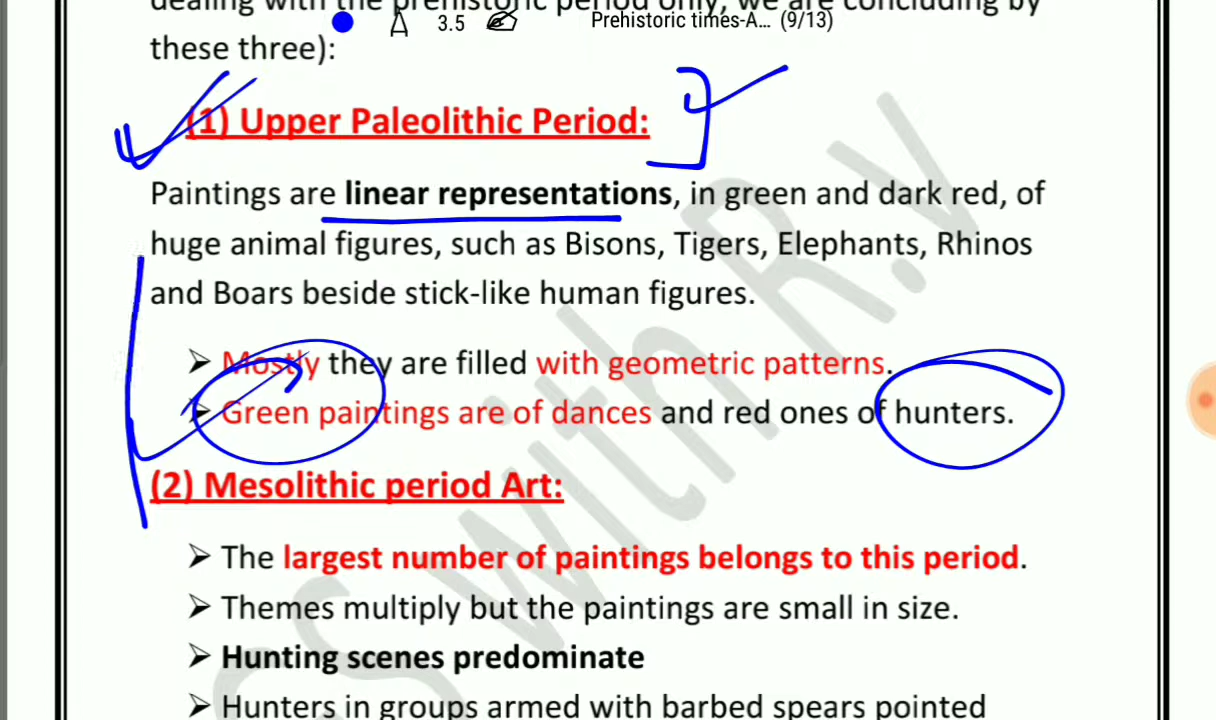 dealing with the prehistoric period only, we are concluding by
3.5 Prehistoric times-A... (9/13)
these three):
(1) Upper Paleolithic Period:
Paintings are linear representations, in green and dark red, of
huge animal figures, such as Bisons, Tigers, Elephants, Rhinos
and Boars beside stick-like human figures.
➢ Mostly they are filled with geometric patterns.
➢ Green paintings are of dances and red ones of hunters.
(2) Mesolithic period Art:
➢ The largest number of paintings belongs to this period.
➢ Themes multiply but the paintings are small in size.
➢ Hunting scenes predominate
➢ Hunters in groups armed with barbed spears pointed
S with R.v